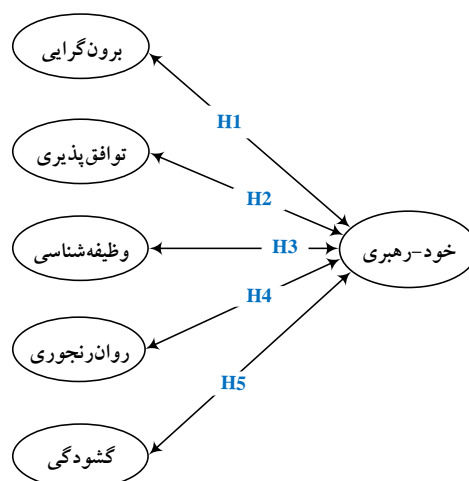 برون‌گرایی
H1
توافق‌پذیری
H2
وظیفه‌شناسی
H3
خود-رهبری
H4
روان‌رنجوری
H5
گشودگی